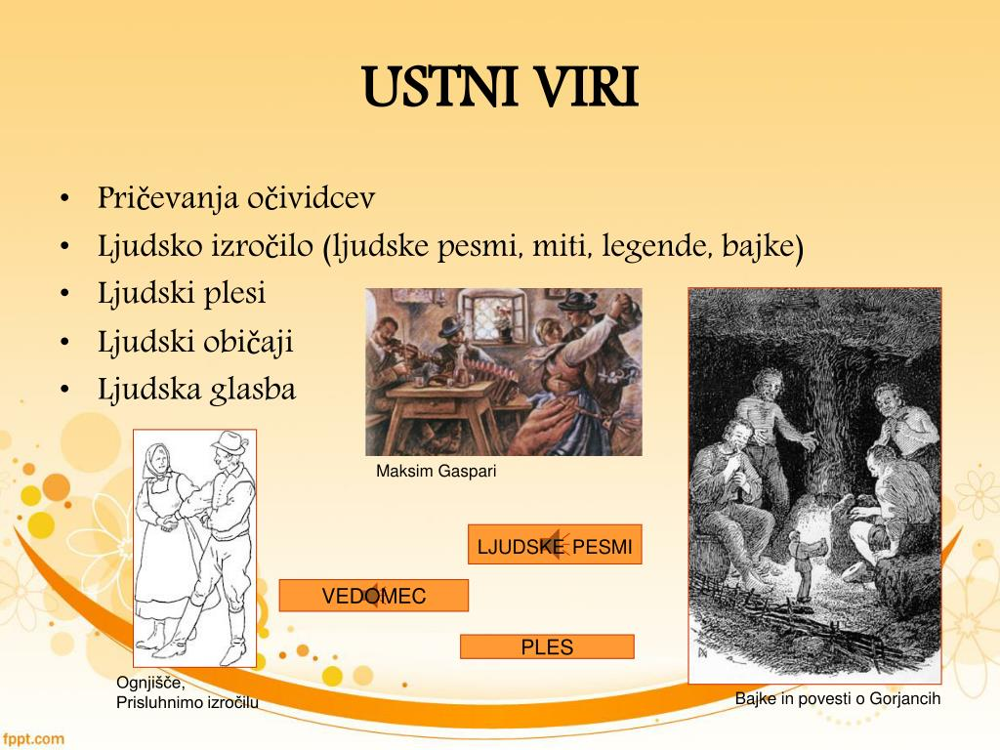 USTNI VIRI
• Pričevanja očividcev
• Ljudsko izročilo (ljudske pesmi, miti, legende, bajke)
• Ljudski plesi
• Ljudski običaji
• Ljudska glasba
Maksim Gaspari
LJUDSKE PESMI
VEDOMEC
PLES
Ognjišče,
Prisluhnimo izročilu
Bajke in povesti o Gorjancih
fppt.com